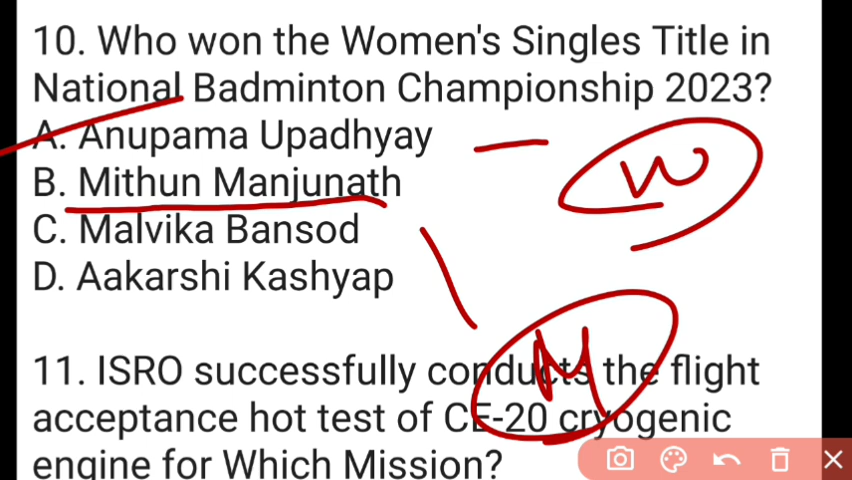 10. Who won the Women's Singles Title in
National Badminton Championship 2023?
A. Anupama Upadhyay
B. Mithun Manjunath
C. Malvika Bansod
D. Aakarshi Kashyap
W
M
11. ISRO successfully conducts the flight
acceptance hot test of CE-20 cryogenic
engine for Which Mission?